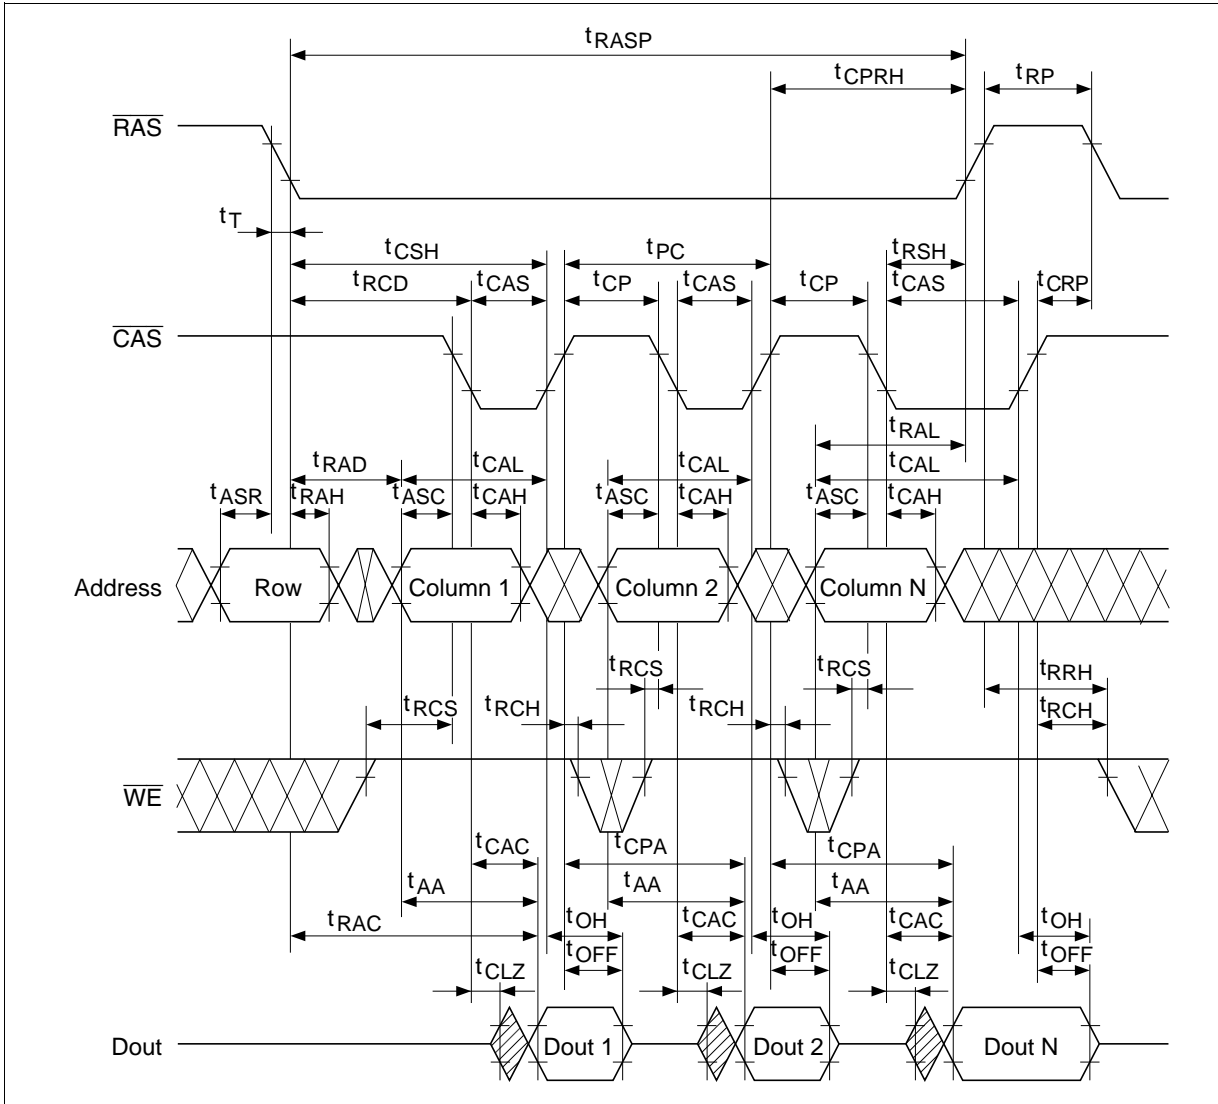 tRASP
tCPRH tRP
RAS
tT
tCSH tPC tRSH
tRCD tCAS tCP tCAS tCP tCAS tCRP
CAS
tRAL
tRAD tCAL tCAL tCAL
tASR tRAH tASC tCAH tASC tCAH tASC tCAH
Address Row Column 1 Column 2 Column N
tRCS tRCS tRRH
tRCS tRCH tRCH tRCH
WE
tCAC tCPA tCPA
tAA tAA tAA
tRAC tOH tCAC tOH tCAC tOH
tOFF tOFF tOFF
tCLZ tCLZ tCLZ
Dout Dout 1 Dout 2 Dout N